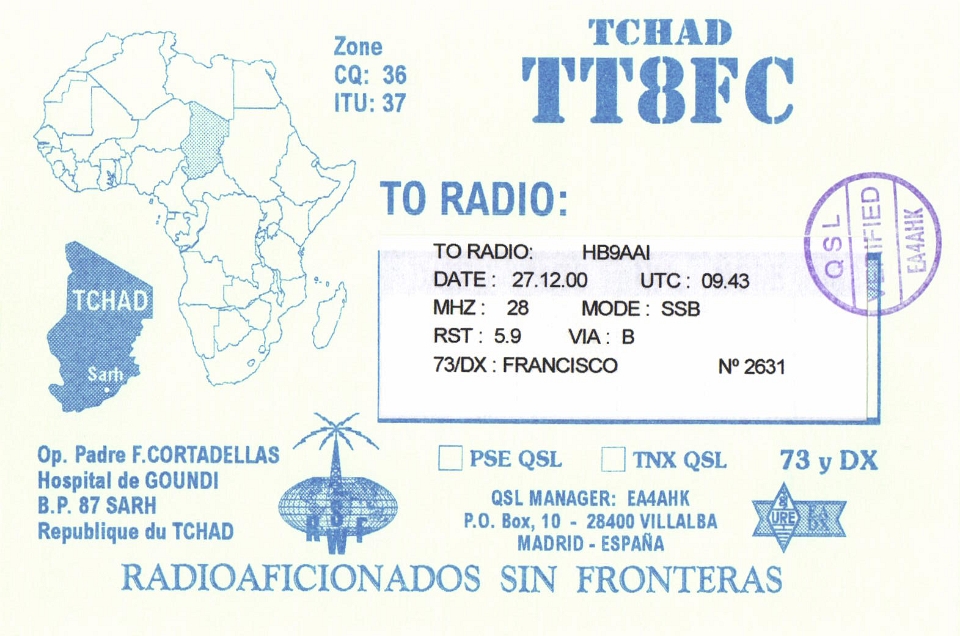 Zone
CQ: 36
ITU: 37
TCHAD
TT8FC
TO RADIO:
TO RADIO: HB9AAI
DATE : 27.12.00 UTC : 09.43
MHZ : 28 MODE : SSB
RST : 5.9 VIA : B
73/DX : FRANCISCO Nº 2631
QSL
VERIFIED
EA4AHK
TCHAD
Sarh
Op. Padre F.CORTADELLAS
Hospital de GOUNDI
B.P. 87 SARH
Republique du TCHAD
PSE QSL TNX QSL 73 y DX
QSL MANAGER: EA4AHK
P.O. Box, 10 - 28400 VILLALBA
MADRID - ESPAÑA
URE
RADIOAFICIONADOS SIN FRONTERAS